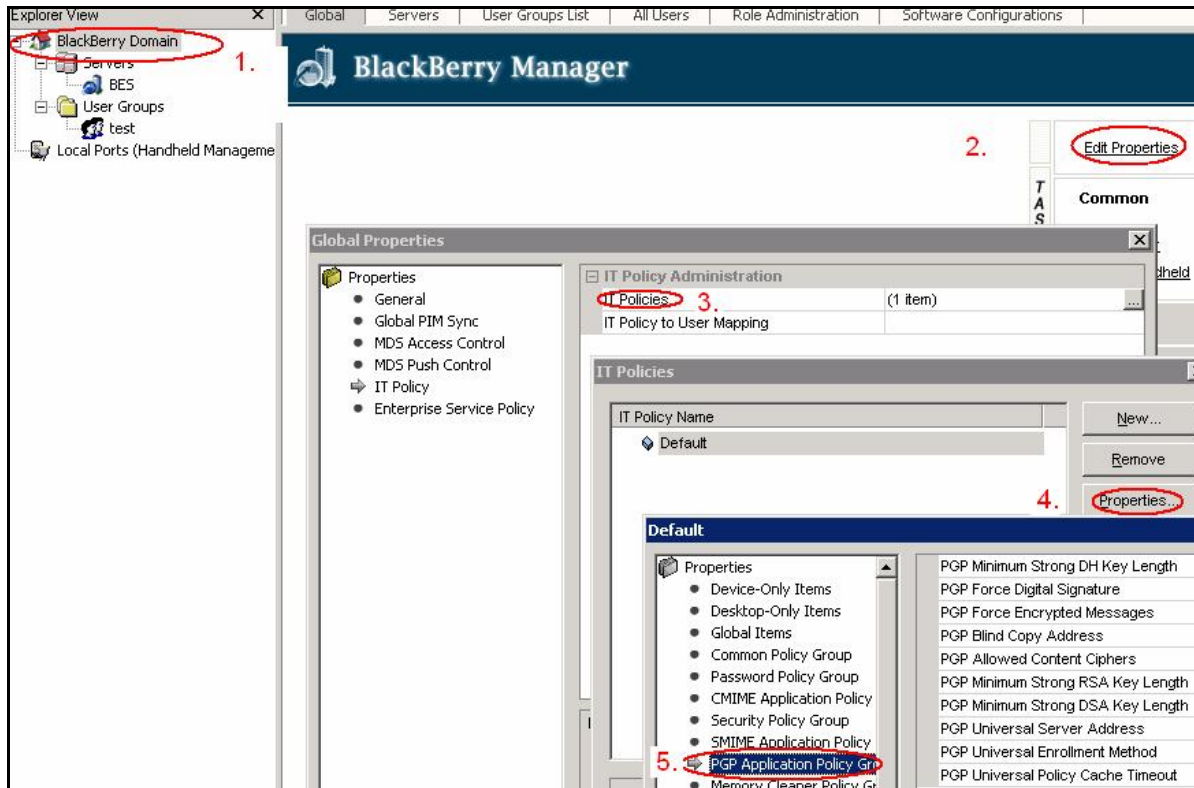 Explorer View X
Global Servers User Groups List All Users Role Administration Software Configurations
BlackBerry Domain
1.
Servers
BES
User Groups
test
Local Ports (Handheld Manageme
BlackBerry Manager
2.
Edit Properties
TAS
Common
dheld
Global Properties
Properties
General
Global PIM Sync
MDS Access Control
MDS Push Control
IT Policy
Enterprise Service Policy
IT Policy Administration
IT Policies 3. (1 item) ...
IT Policy to User Mapping
IT Policies
IT Policy Name
Default
New...
Remove
4.
Properties...
Default
Properties
Device-Only Items
Desktop-Only Items
Global Items
Common Policy Group
Password Policy Group
CMIME Application Policy
Security Policy Group
SMIME Application Policy
5. PGP Application Policy Gr
Memory Cleaner Policy Gr
PGP Minimum Strong DH Key Length
PGP Force Digital Signature
PGP Force Encrypted Messages
PGP Blind Copy Address
PGP Allowed Content Ciphers
PGP Minimum Strong RSA Key Length
PGP Minimum Strong DSA Key Length
PGP Universal Server Address
PGP Universal Enrollment Method
PGP Universal Policy Cache Timeout